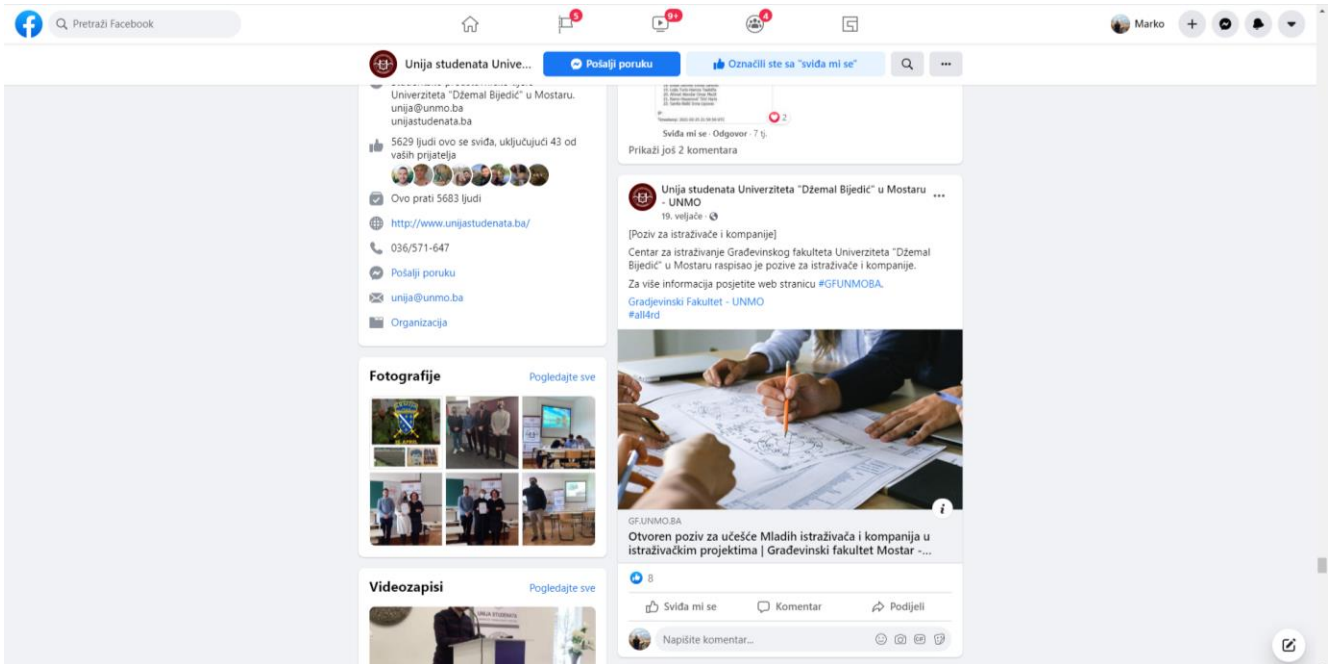 Pretraži Facebook
5
9+
4
Marko
Unija studenata Unive...
Pošalji poruku
Označili ste sa "sviđa mi se"
Univerziteta "Džemal Bijedić" u Mostaru.
unija@unmo.ba
unijastudenata.ba
5629 ljudi ovo se sviđa, uključujući 43 od
vaših prijatelja
Ovo prati 5683 ljudi
http://www.unijastudenata.ba/
036/571-647
Pošalji poruku
unija@unmo.ba
Organizacija
Fotografije
Pogledajte sve
Videozapisi
Pogledajte sve
UNIJA STUDENATA
2
Sviđa mi se · Odgovor · 7 tj.
Prikaži još 2 komentara
Unija studenata Univerziteta "Džemal Bijedić" u Mostaru
- UNMO
19. veljače ·
[Poziv za istraživače i kompanije]
Centar za istraživanje Građevinskog fakulteta Univerziteta "Džemal
Bijedić" u Mostaru raspisao je pozive za istraživače i kompanije.
Za više informacija posjetite web stranicu #GFUNMOBA.
Gradjevinski Fakultet - UNMO
#all4rd
GF.UNMO.BA
Otvoren poziv za učešće Mladih istraživača i kompanija u
istraživačkim projektima | Građevinski fakultet Mostar -...
8
Sviđa mi se
Komentar
Podijeli
Napišite komentar...
GIF